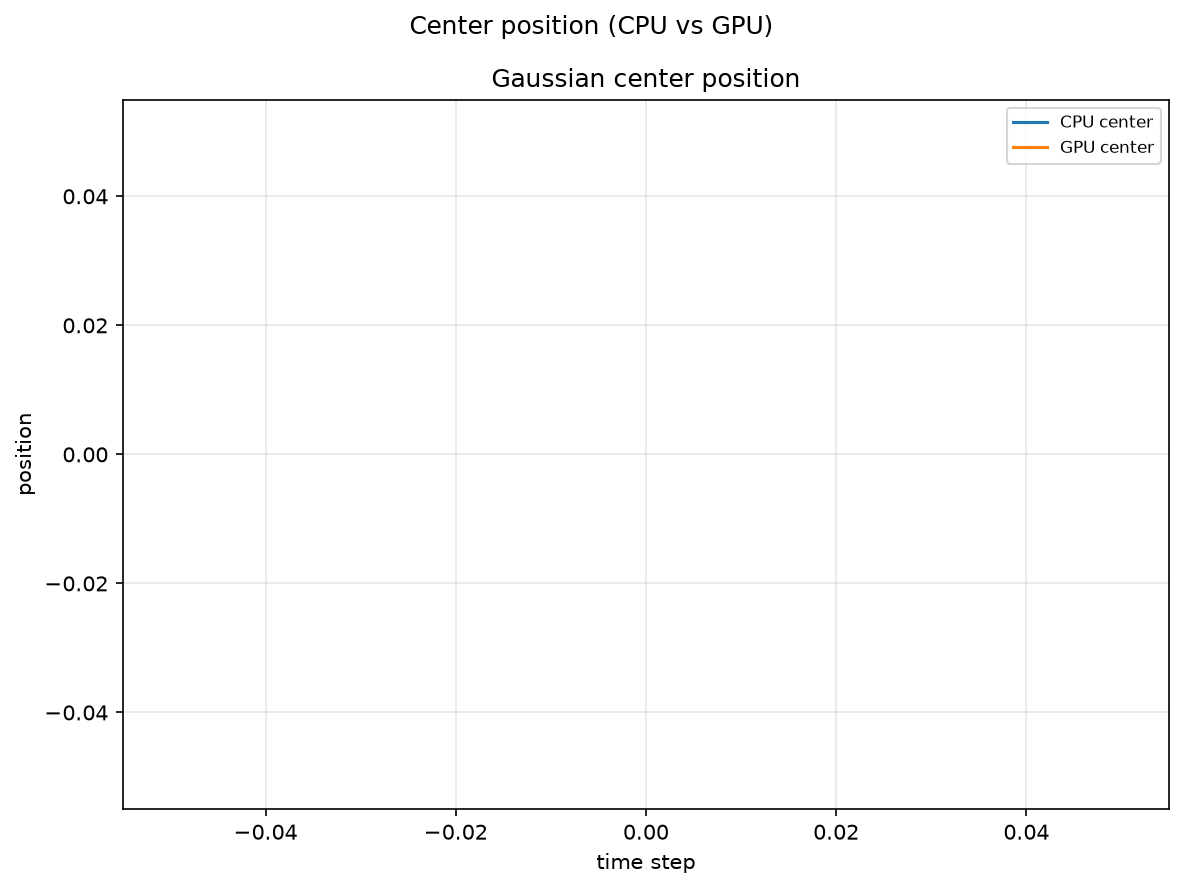 Center position (CPU vs GPU)
Gaussian center position
CPU center
GPU center
0.04
0.02
0.00
−0.02
−0.04
position
−0.04
−0.02
0.00
0.02
0.04
time step